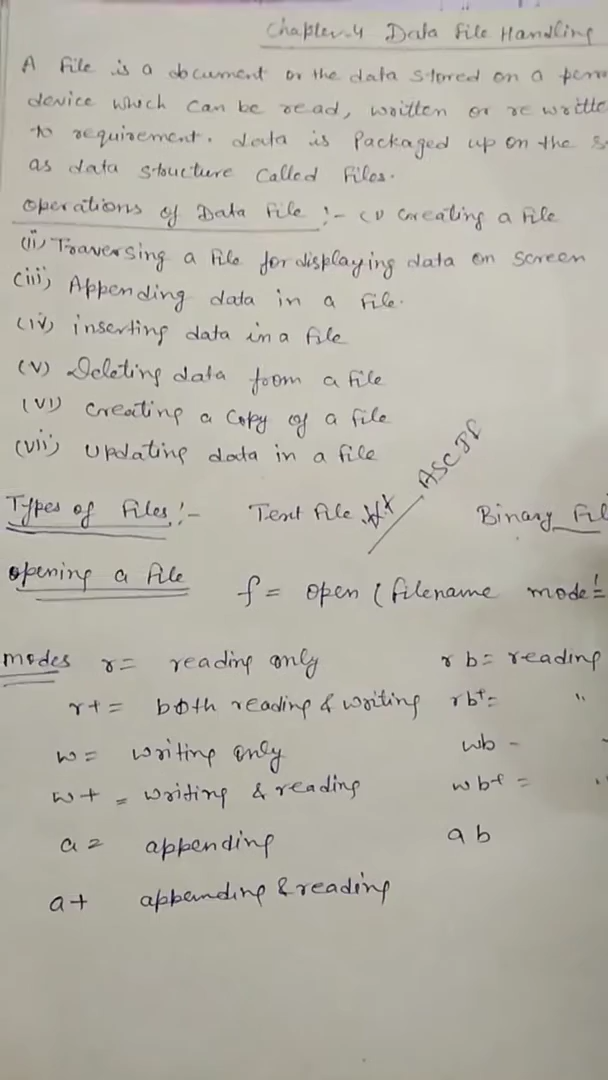 Chapter-4 Data File Handling
A File is a document or the data stored on a
device which can be read, written or re
to requirement. data is Packaged up on the
as data structure called Files.
Operations of Data File :- (i) Creating a File
(ii) Traversing a File for displaying data on screen
(iii) Appending data in a file.
(iv) inserting data in a file
(v) Deleting data from a file
(vi) Creating a Copy of a file
(vii) Updating data in a file
ASCII
Types of Files :- Text File Binary
Opening a File
f = open (filename mode =
modes r = reading only rb = reading
r+ = both reading & writing rb+ = "
w = writing only wb -
w+ = writing & reading wb+ = "
a = appending ab
a+ appending & reading